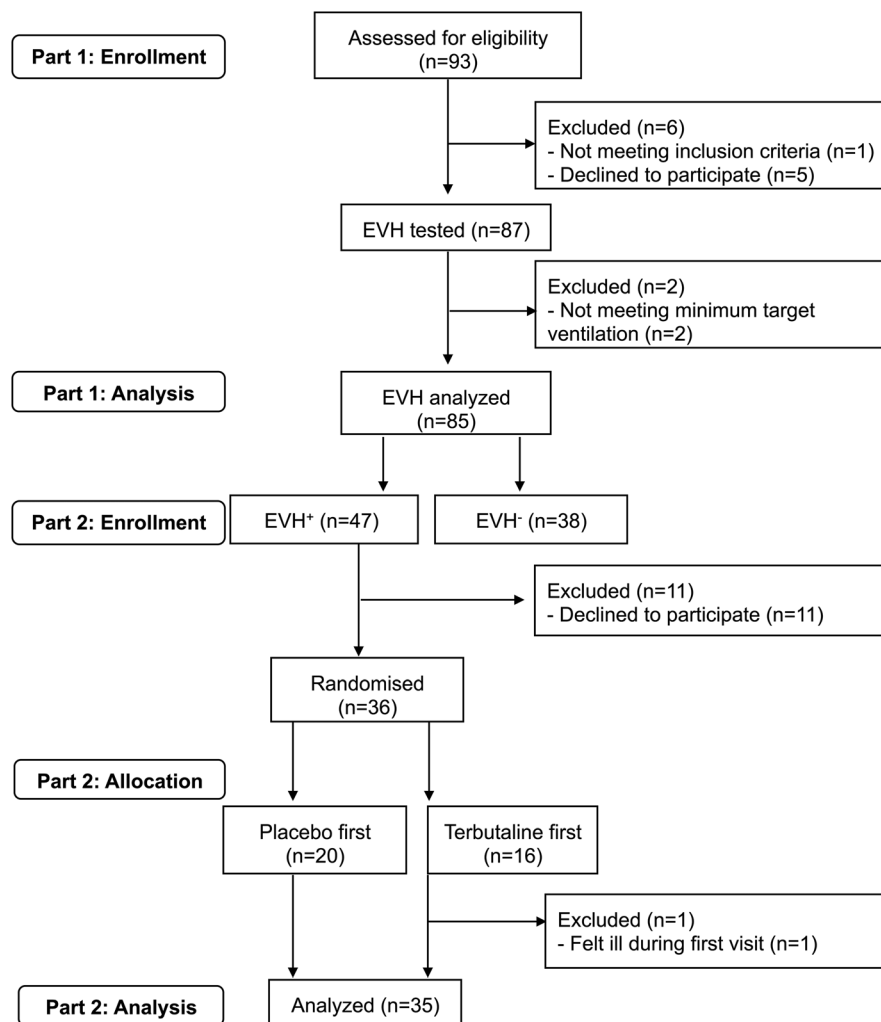 Part 1: Enrollment
Assessed for eligibility
(n=93)
Excluded (n=6)
- Not meeting inclusion criteria (n=1)
- Declined to participate (n=5)
EVH tested (n=87)
Excluded (n=2)
- Not meeting minimum target
ventilation (n=2)
Part 1: Analysis
EVH analyzed
(n=85)
Part 2: Enrollment
EVH⁺ (n=47)
EVH⁻ (n=38)
Excluded (n=11)
- Declined to participate (n=11)
Randomised
(n=36)
Part 2: Allocation
Placebo first
(n=20)
Terbutaline first
(n=16)
Excluded (n=1)
- Felt ill during first visit (n=1)
Part 2: Analysis
Analyzed (n=35)